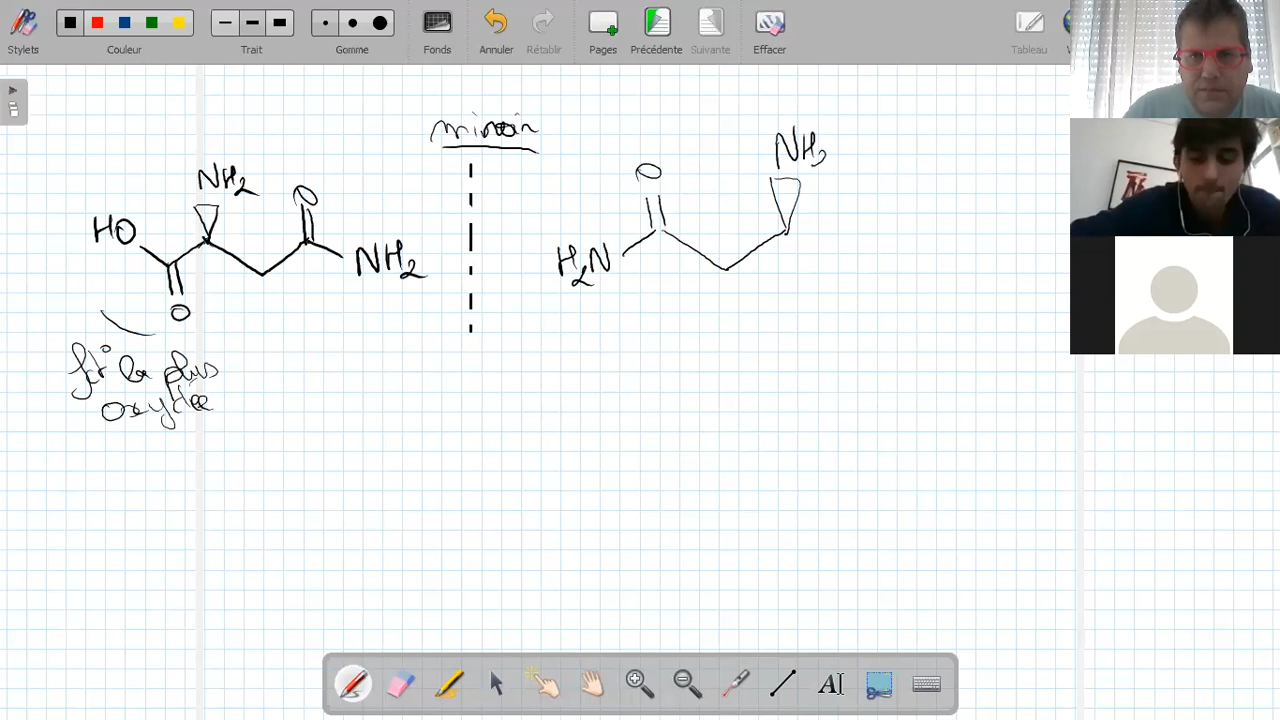 Stylets
Couleur
Trait
Gomme
Fonds
Annuler
Rétablir
Pages
Précédente
Suivante
Effacer
Tableau
miroir
NH2
O
HO
NH2
O
fct° la plus
oxydée
O
NH2
H2N